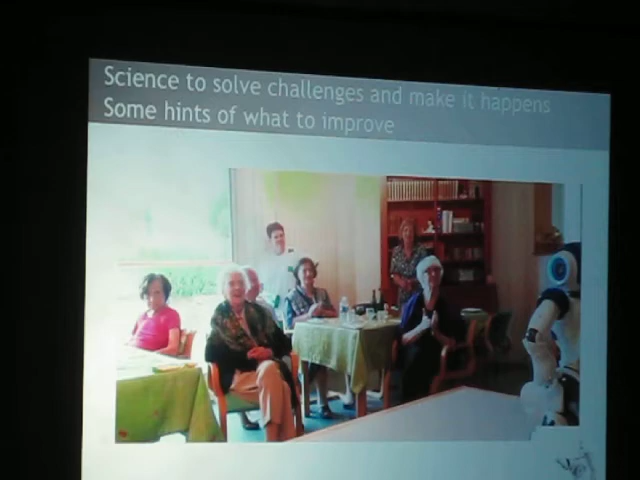 Science to solve challenges and make it happens
Some hints of what to improve